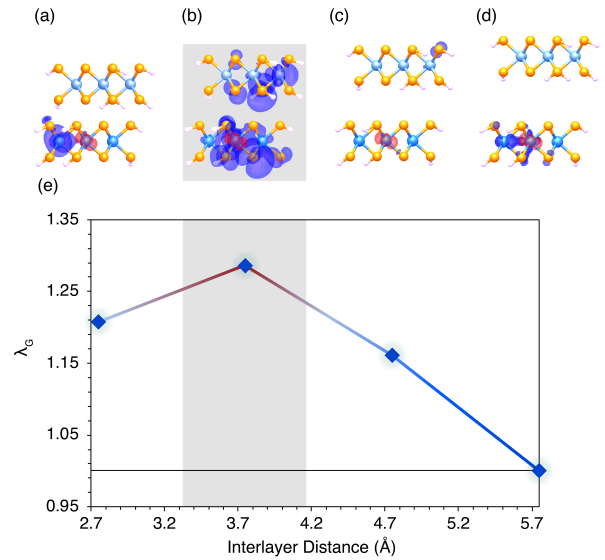 (a) (b) (c) (d)
(e)
1.35
1.25
1.15
1.05
0.95
λG
2.7 3.2 3.7 4.2 4.7 5.2 5.7
Interlayer Distance (Å)